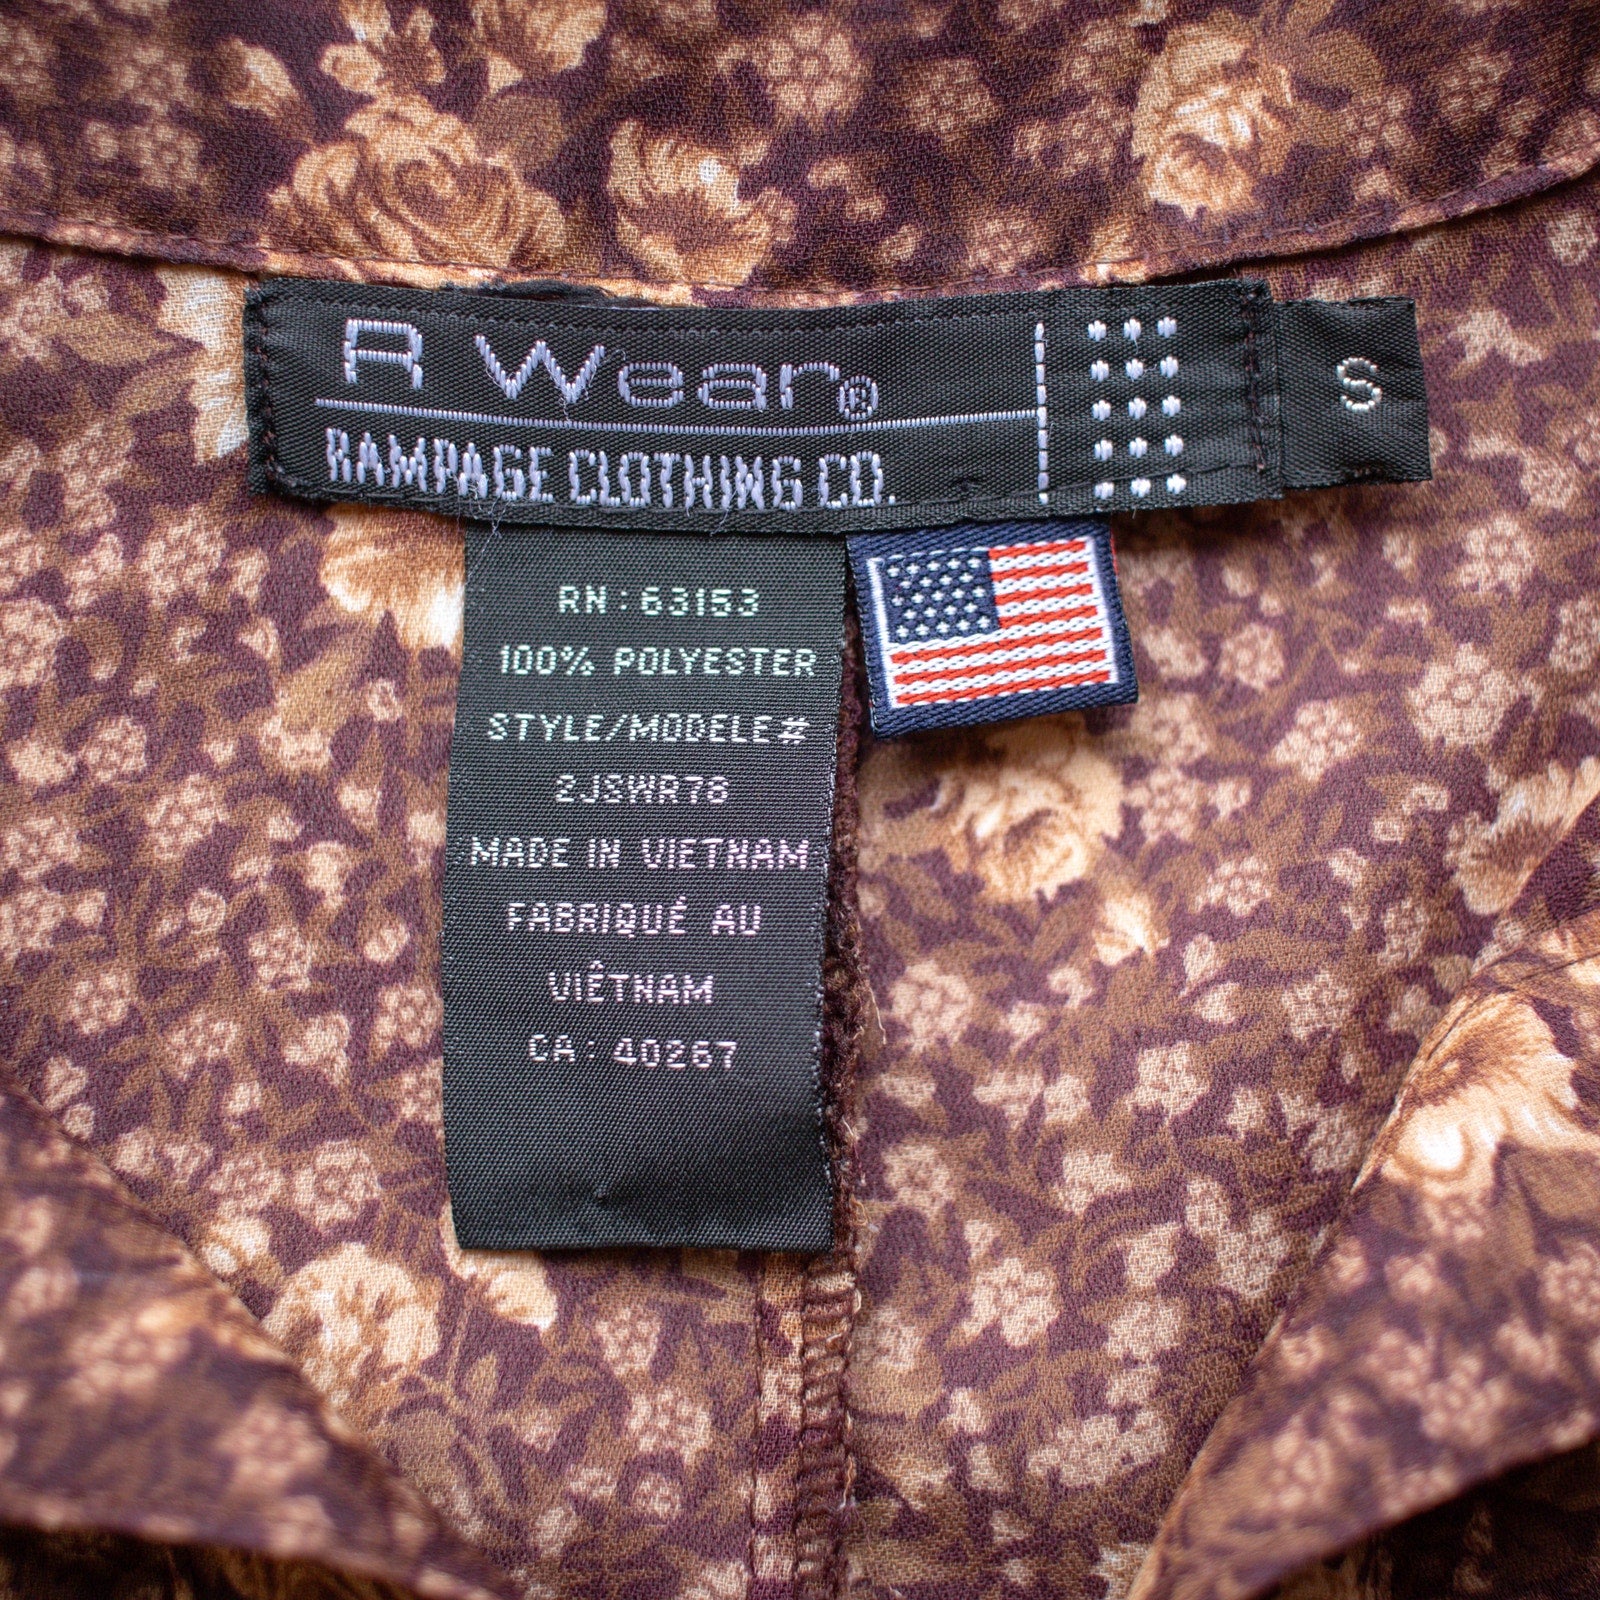 R Wear®
RAMPAGE CLOTHING CO.
S
RN: 63153
100% POLYESTER
STYLE/MODELE#
2JSWR78
MADE IN VIETNAM
FABRIQUÉ AU
VIÊTNAM
CA: 40267